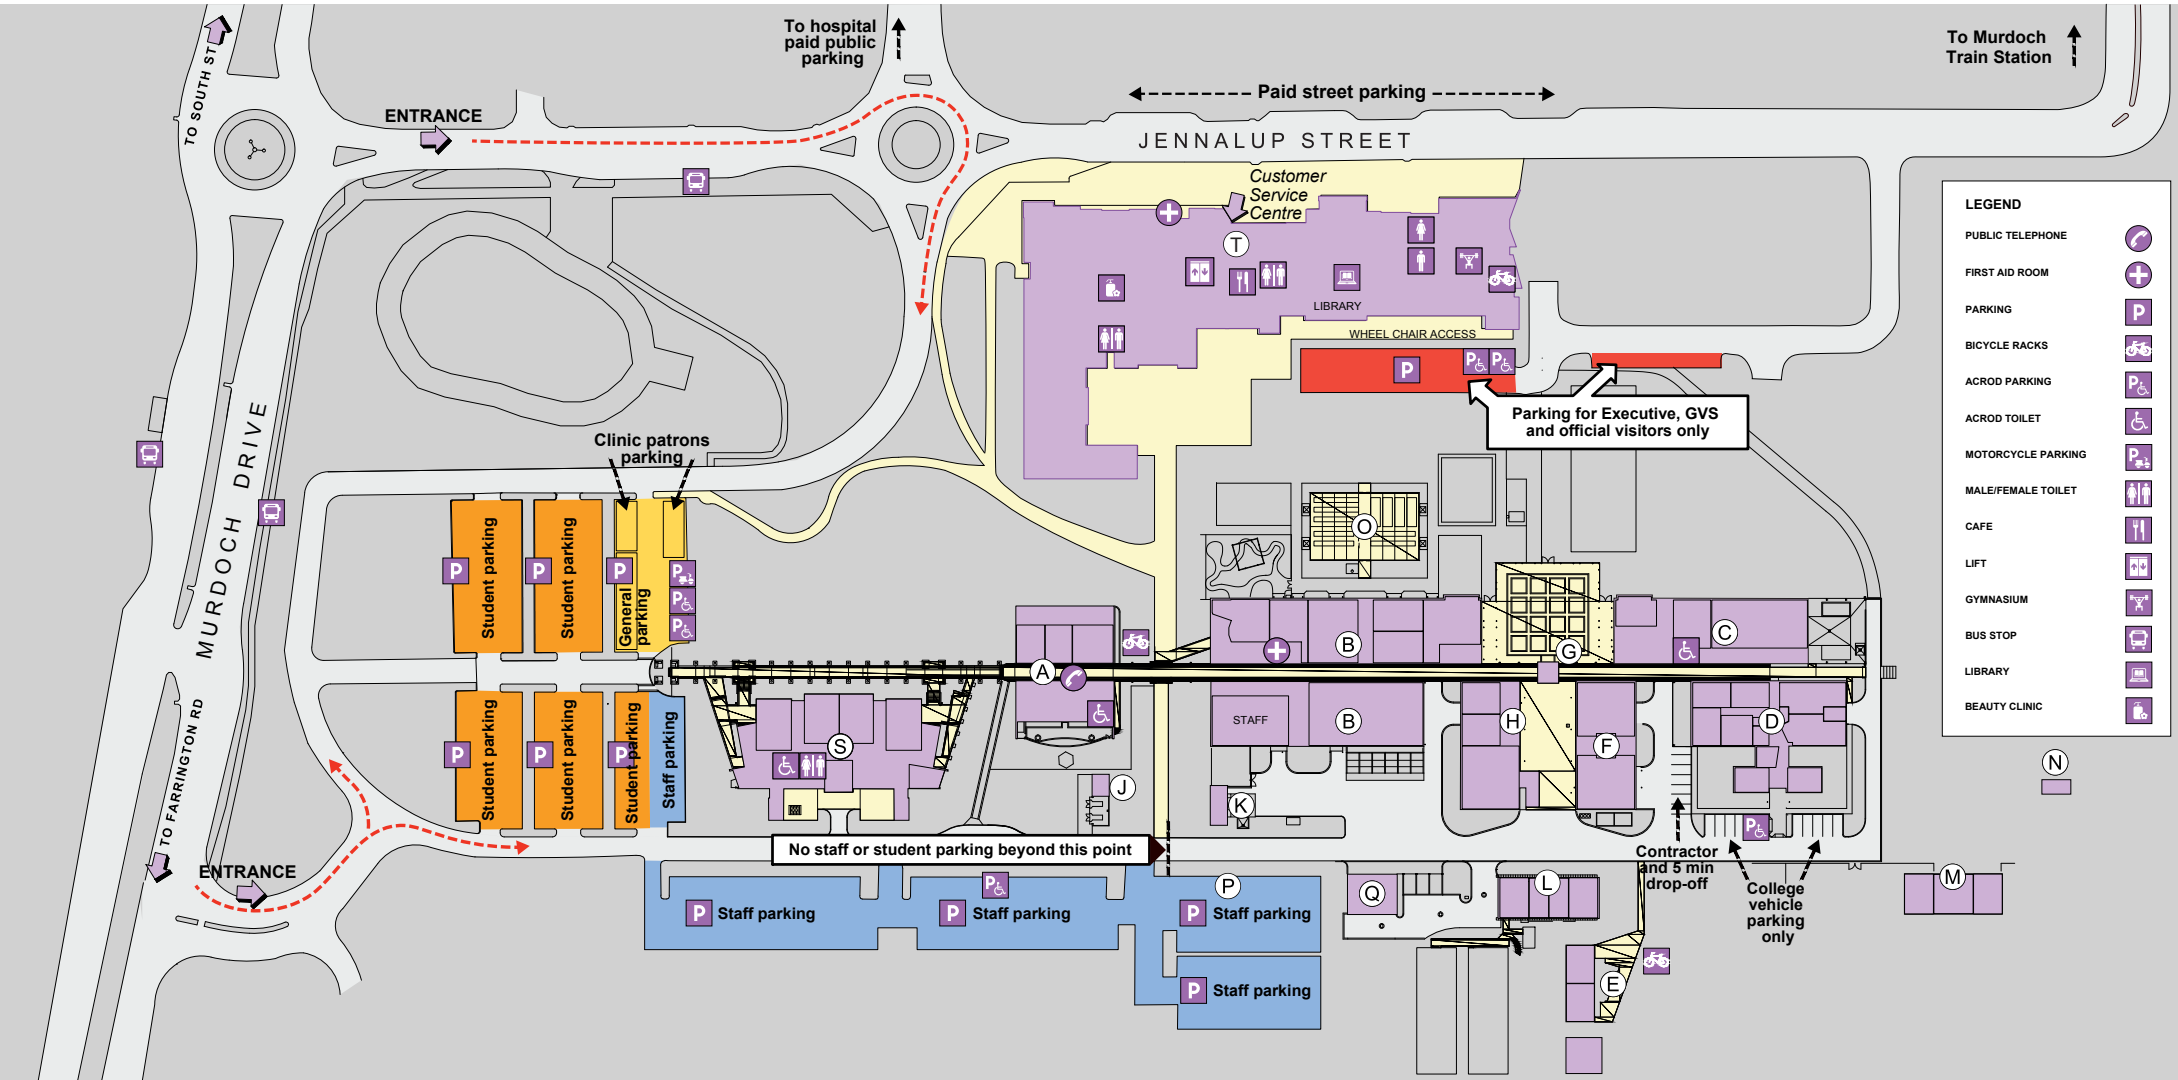 To hospital
paid public
parking
To Murdoch
Train Station
TO SOUTH ST
ENTRANCE
Paid street parking
JENNALUP STREET
Customer
Service
Centre
T
LIBRARY
WHEEL CHAIR ACCESS
P
P
P
Parking for Executive, GVS
and official visitors only
LEGEND
PUBLIC TELEPHONE
FIRST AID ROOM
PARKING
P
BICYCLE RACKS
ACROD PARKING
P
ACROD TOILET
MOTORCYCLE PARKING
P
MALE/FEMALE TOILET
CAFE
LIFT
GYMNASIUM
BUS STOP
LIBRARY
BEAUTY CLINIC
MURDOCH DRIVE
Clinic patrons
parking
Student parking
P
Student parking
P
General
parking
P
P
P
P
Student parking
P
Student parking
P
Student parking
P
Staff parking
TO FARRINGTON RD
ENTRANCE
O
A
B
G
C
S
STAFF
B
H
F
D
J
K
N
No staff or student parking beyond this point
P
Contractor
and 5 min
drop-off
College
vehicle
parking
only
P
Staff parking
P
P
Staff parking
P
P
Staff parking
P
Staff parking
Q
L
M
E